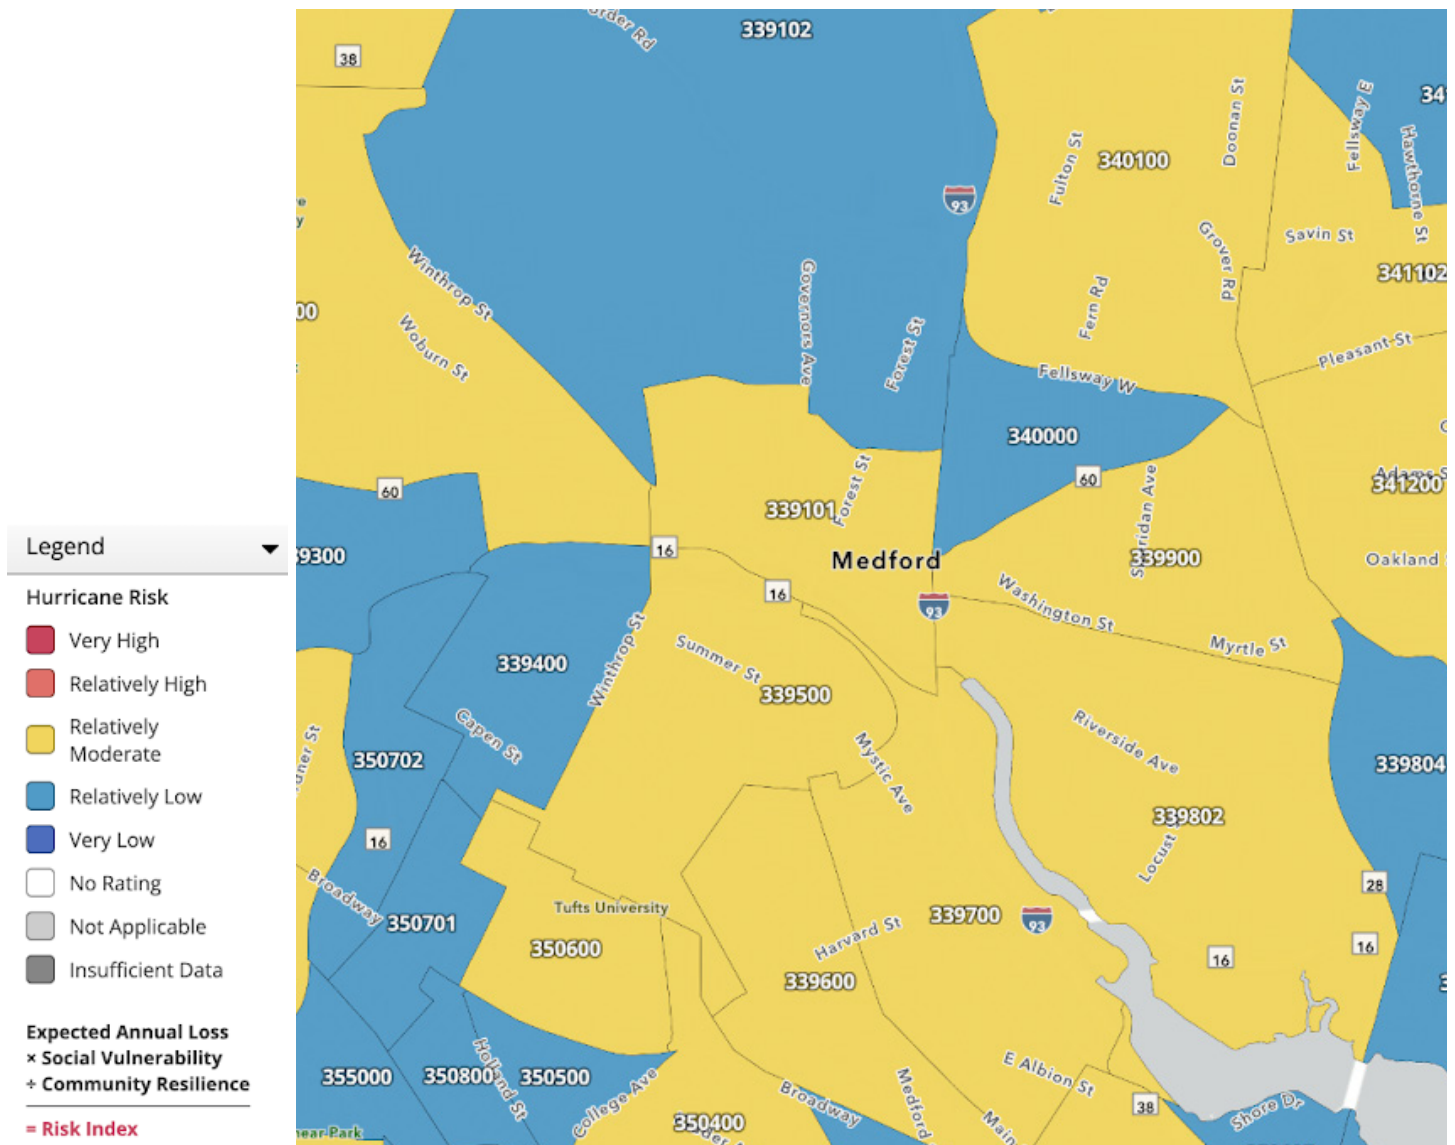 Legend
Hurricane Risk
Very High
Relatively High
Relatively
Moderate
Relatively Low
Very Low
No Rating
Not Applicable
Insufficient Data
Expected Annual Loss
× Social Vulnerability
÷ Community Resilience
= Risk Index
339102
38
Fulton St
Doonan St
Fellsway E
Hawthorne St
340100
93
Grover Rd
Savin St
341102
Winthrop St
Governors Ave
Forest St
Fern Rd
Woburn St
Pleasant St
Fellsway W
340000
60
60
Forest St
339101
341200
16
Medford
339900
Oakland
16
93
Washington St
Myrtle St
Winthrop St
Summer St
339400
339500
Capen St
Riverside Ave
350702
Mystic Ave
339804
339802
16
Locust
28
Broadway
Tufts University
350701
339700
93
Harvard St
350600
16
16
339600
355000
350800
350500
Holland St
College Ave
E Albion St
Medford
Broadway
38
Shore Dr
350400
Main